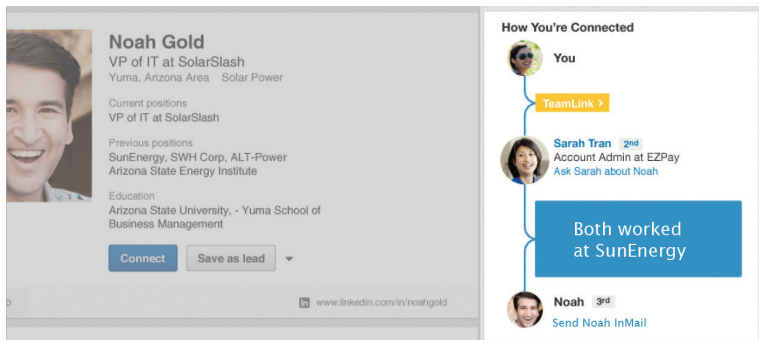 Noah Gold
VP of IT at SolarSlash
Yuma, Arizona Area Solar Power
Current positions
VP of IT at SolarSlash
Previous positions
SunEnergy, SWH Corp, ALT-Power
Arizona State Energy Institute
Education
Arizona State University, - Yuma School of
Business Management
Connect
Save as lead
in www.linkedin.com/in/noahgold
How You're Connected
You
TeamLink >
Sarah Tran 2nd
Account Admin at EZPay
Ask Sarah about Noah
Both worked
at SunEnergy
Noah 3rd
Send Noah InMail